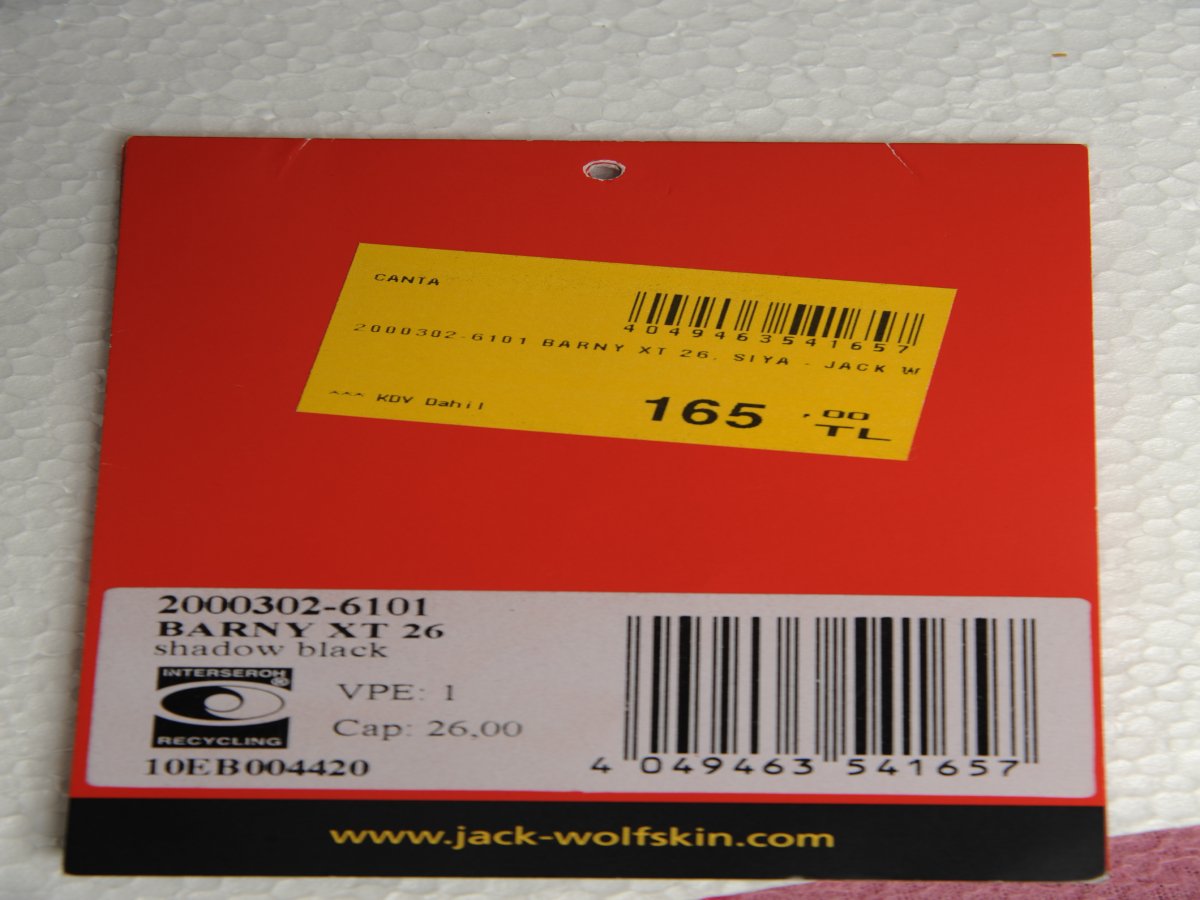 CANTA
4049463541657
2000302-6101 BARNY XT 26, SIYA - JACK W
*** KDV Dahil
165 ,00
TL
2000302-6101
BARNY XT 26
shadow black
INTERSEROH®
RECYCLING
VPE: 1
Cap: 26,00
10EB004420
4 049463 541657
www.jack-wolfskin.com